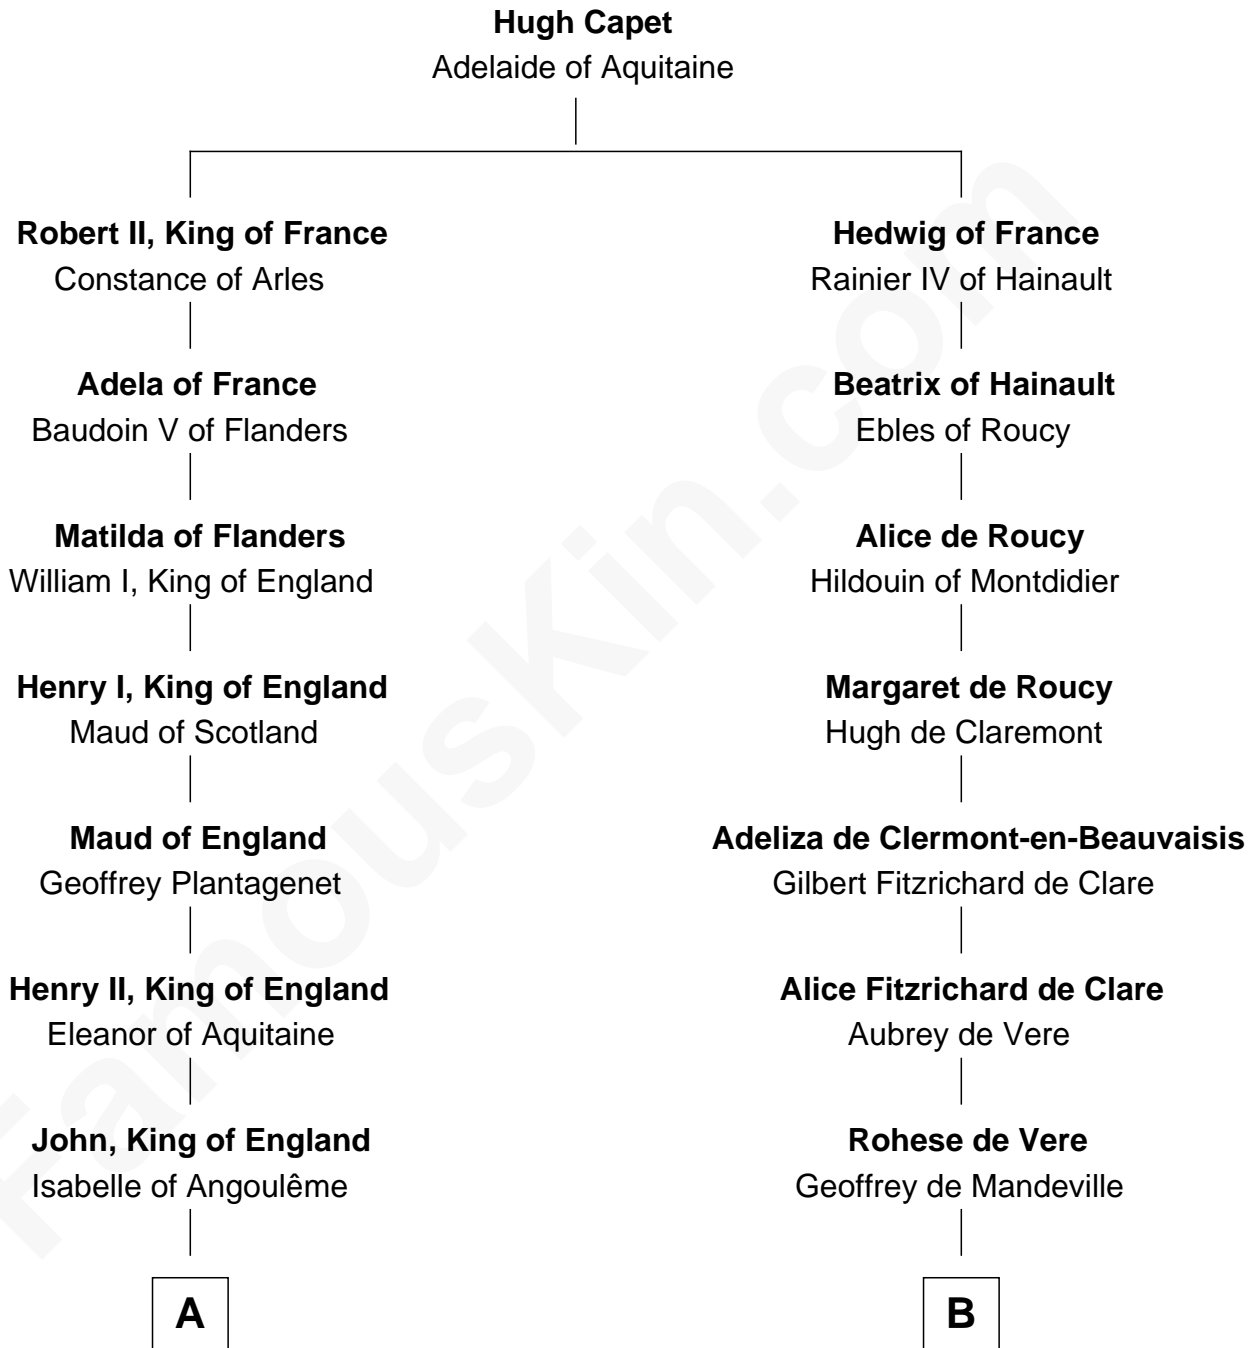 Hugh Capet
Adelaide of Aquitaine
Robert II, King of France
Constance of Arles
Hedwig of France
Rainier IV of Hainault
Adela of France
Baudoin V of Flanders
Beatrix of Hainault
Ebles of Roucy
Matilda of Flanders
William I, King of England
Alice de Roucy
Hildouin of Montdidier
Henry I, King of England
Maud of Scotland
Margaret de Roucy
Hugh de Claremont
Maud of England
Geoffrey Plantagenet
Adeliza de Clermont-en-Beauvaisis
Gilbert Fitzrichard de Clare
Henry II, King of England
Eleanor of Aquitaine
Alice Fitzrichard de Clare
Aubrey de Vere
John, King of England
Isabelle of Angoulême
Rohese de Vere
Geoffrey de Mandeville
A
B
FamousKin.com